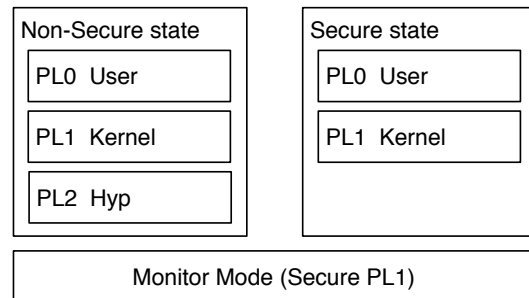 Non-Secure state
PL0 User
PL1 Kernel
PL2 Hyp
Secure state
PL0 User
PL1 Kernel
Monitor Mode (Secure PL1)